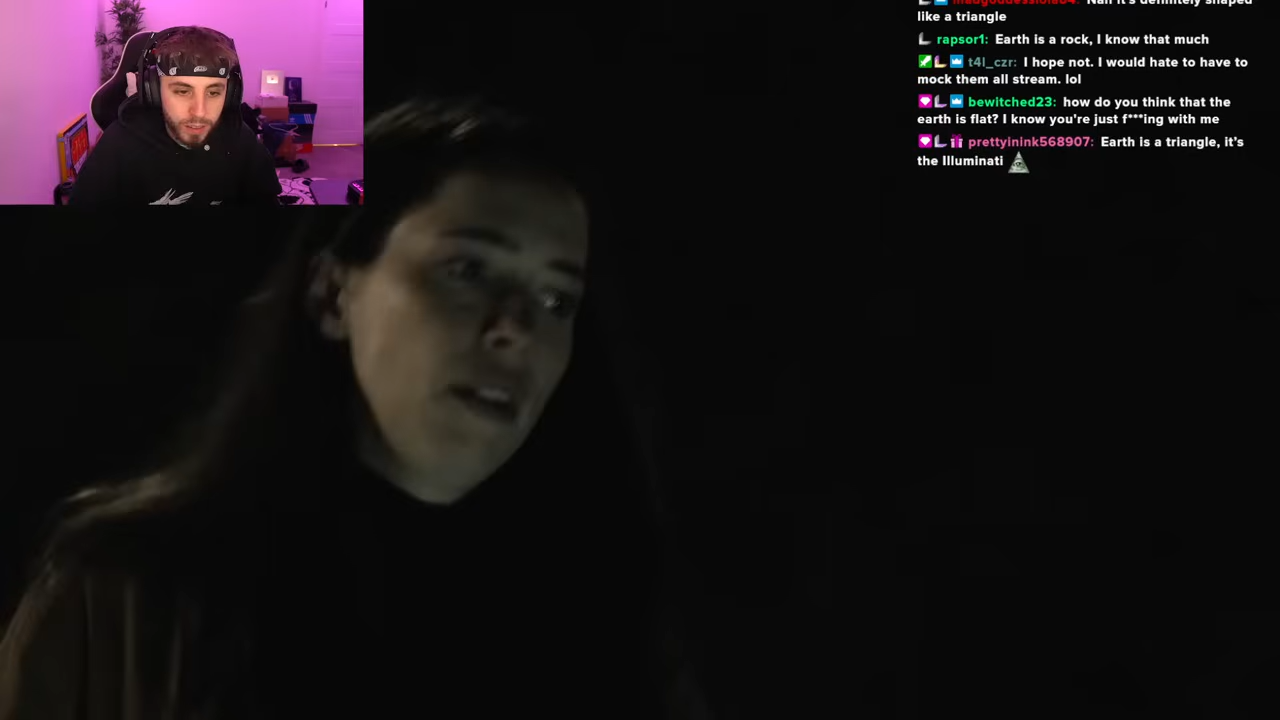 Nah it's definitely shaped
like a triangle
rapsor1: Earth is a rock, I know that much
t4l_czr: I hope not. I would hate to have to
mock them all stream. lol
bewitched23: how do you think that the
earth is flat? I know you're just f***ing with me
prettyinink568907: Earth is a triangle, it's
the Illuminati